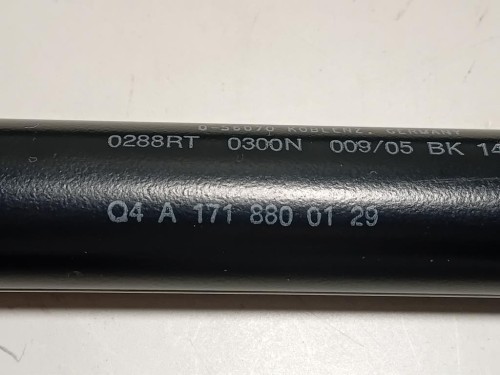 D-56070 KOBLENZ, GERMANY
0288RT 0300N 009/05 BK 14
Q4 A 171 880 01 29